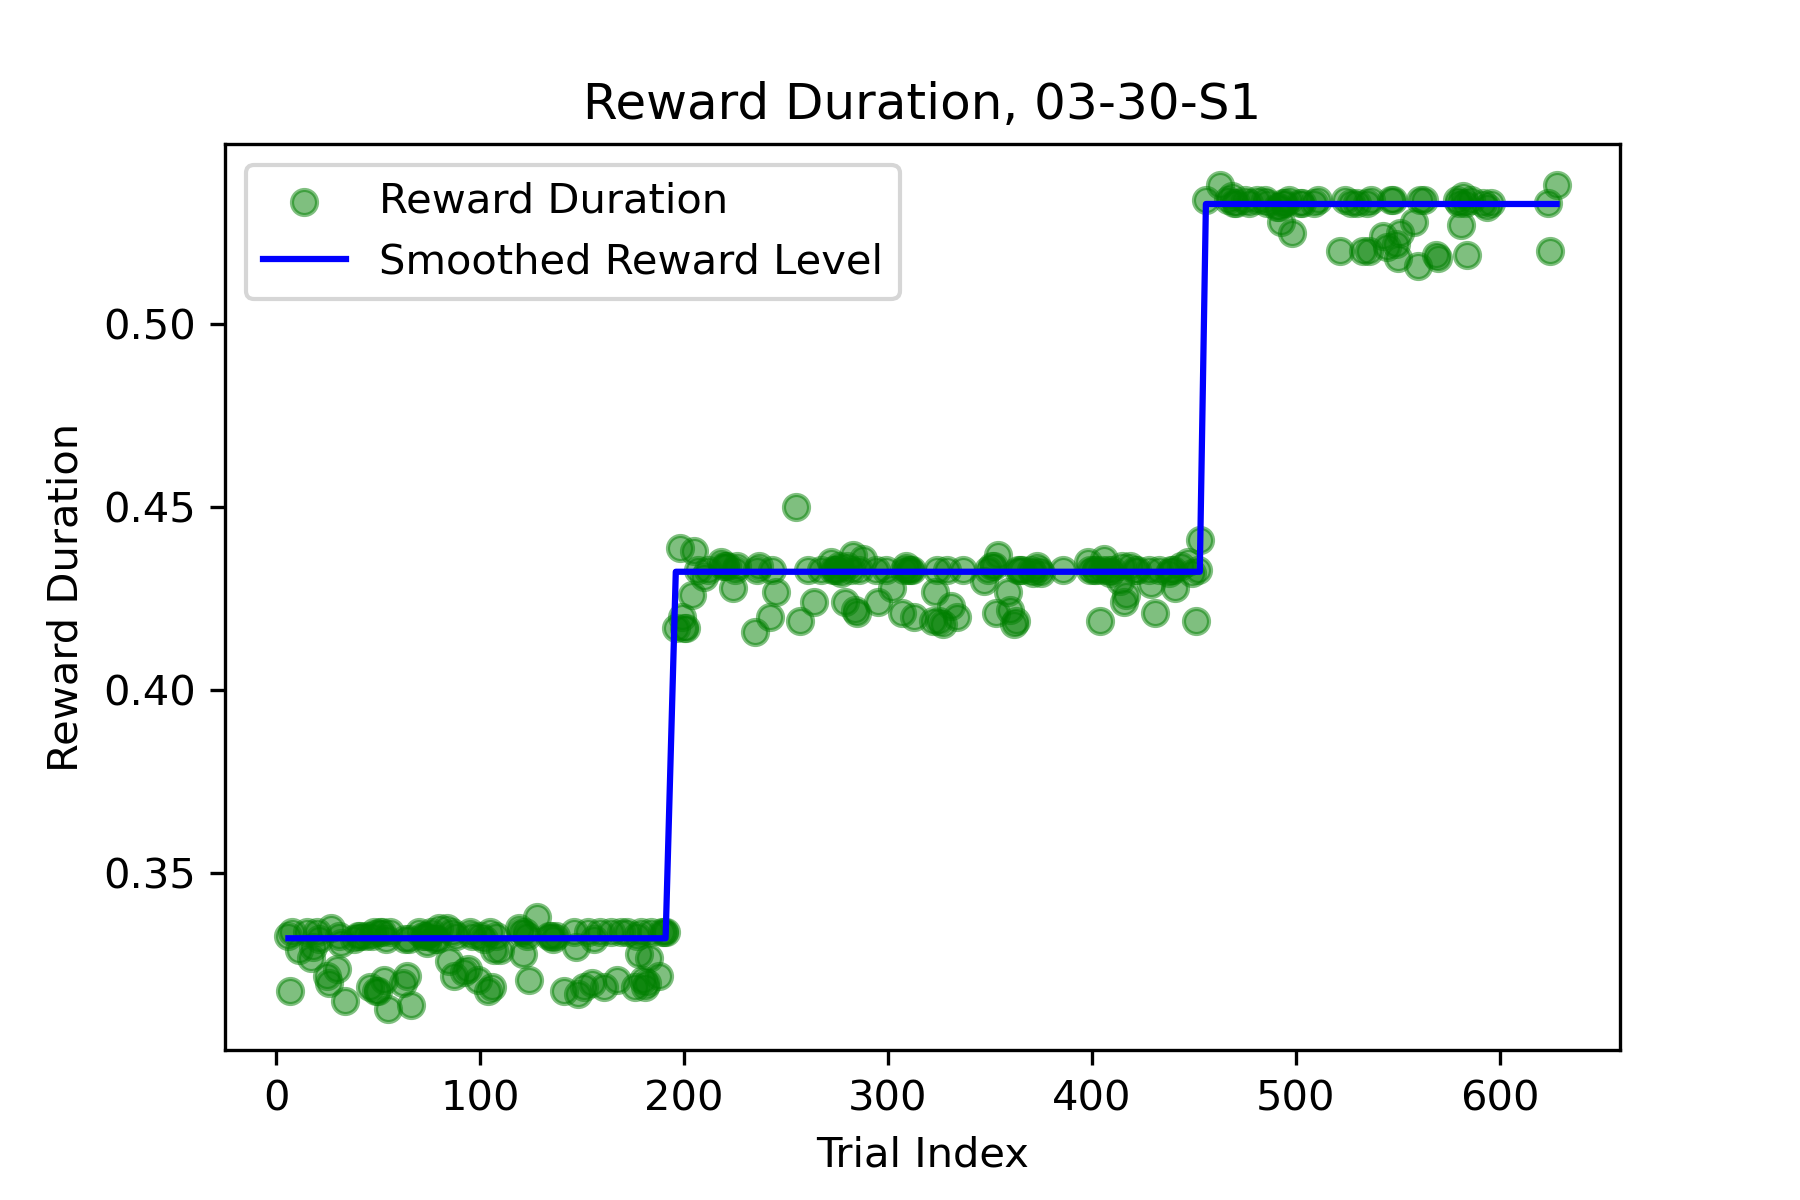 Reward Duration, 03-30-S1
Reward Duration
Smoothed Reward Level
0.50
0.45
0.40
0.35
Reward Duration
0 100 200 300 400 500 600
Trial Index